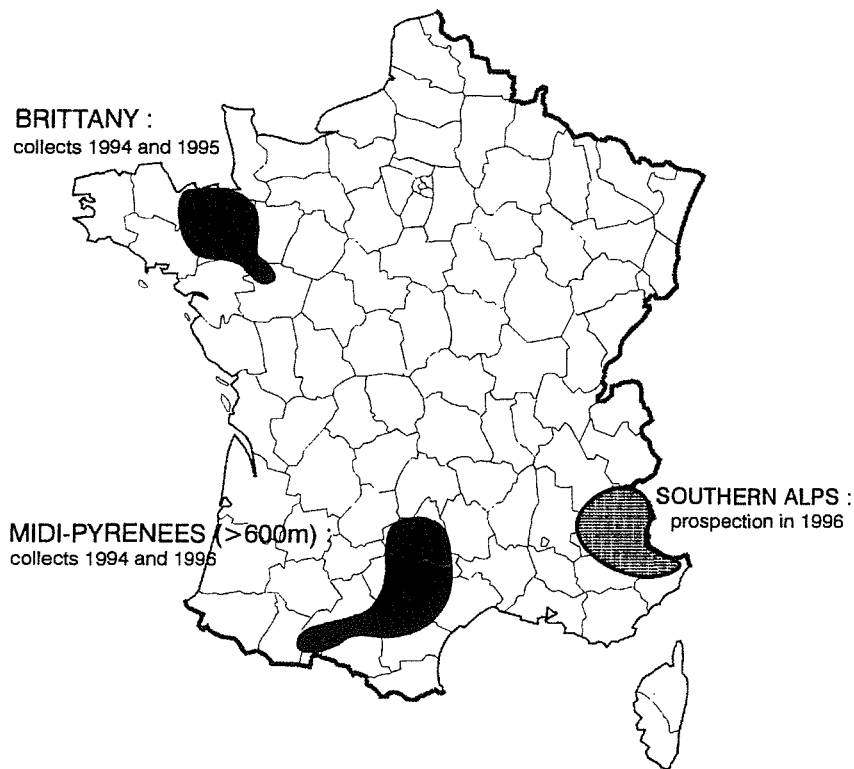 BRITTANY :
collects 1994 and 1995
SOUTHERN ALPS :
prospection in 1996
MIDI-PYRENEES (>600m) :
collects 1994 and 1995